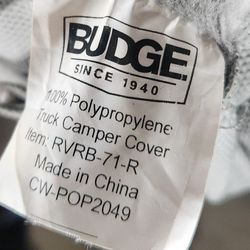 BUDGE.
SINCE 1940
100% Polypropylene
Truck Camper Cover
Item: RVRB-71-R
Made in China
CW-POP2049